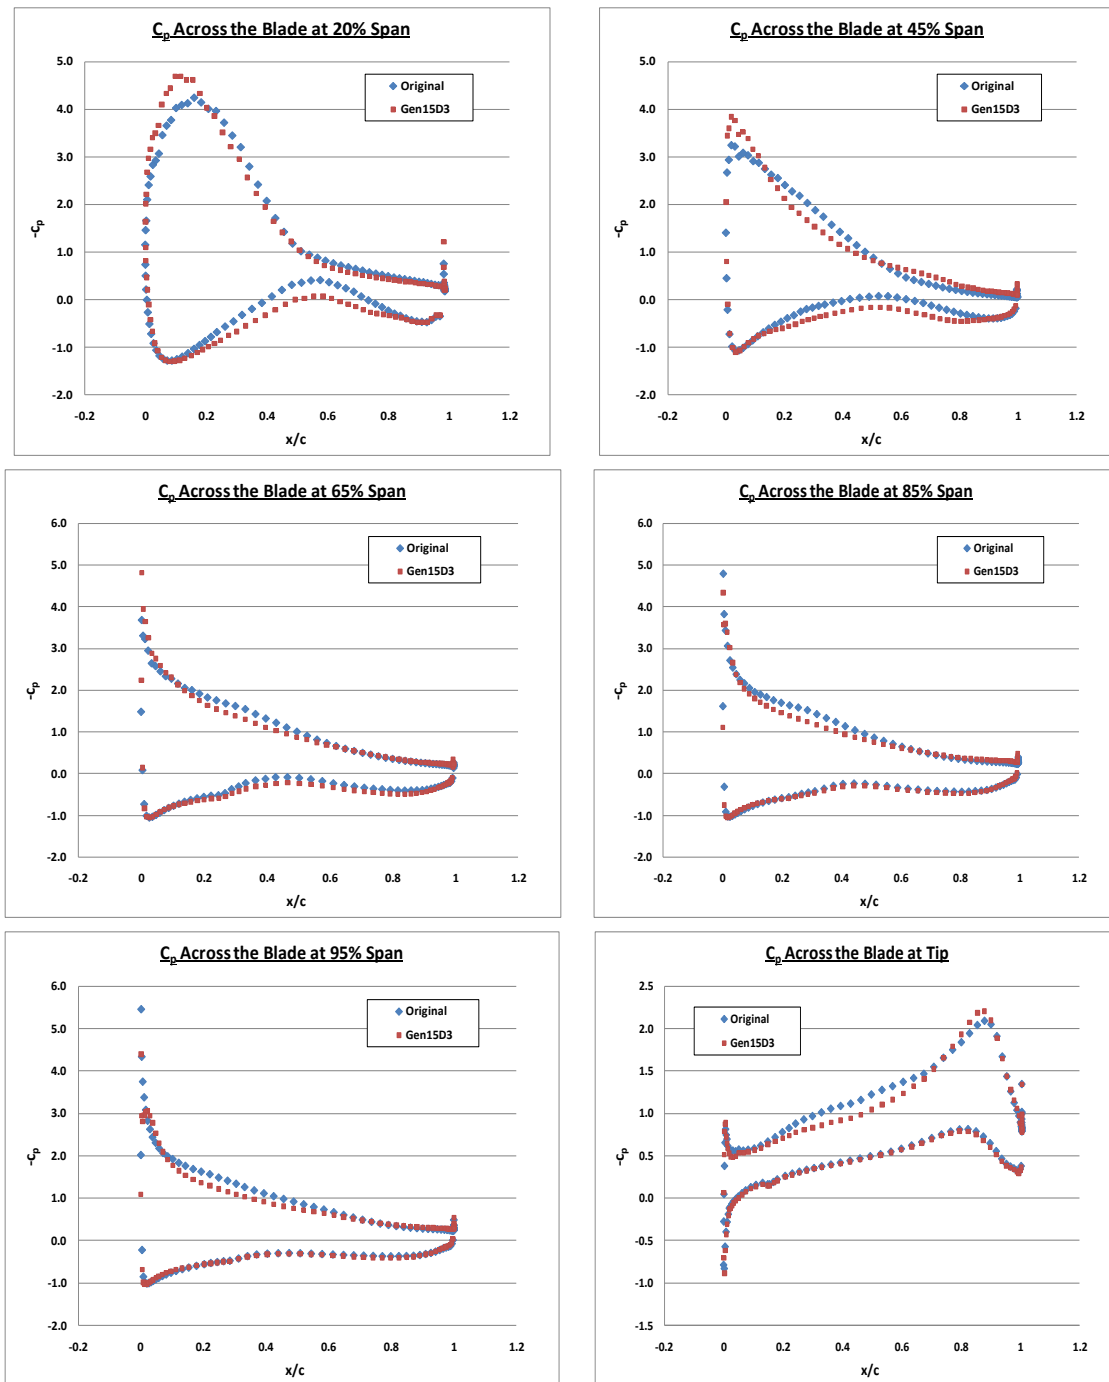 Cp Across the Blade at 20% Span
5.0
4.0
3.0
2.0
1.0
0.0
-1.0
-2.0
-Cp
-0.2 0 0.2 0.4 0.6 0.8 1 1.2
x/c
Original
Gen15D3
Cp Across the Blade at 45% Span
5.0
4.0
3.0
2.0
1.0
0.0
-1.0
-2.0
-Cp
-0.2 0 0.2 0.4 0.6 0.8 1 1.2
x/c
Original
Gen15D3
Cp Across the Blade at 65% Span
6.0
5.0
4.0
3.0
2.0
1.0
0.0
-1.0
-2.0
-Cp
-0.2 0 0.2 0.4 0.6 0.8 1 1.2
x/c
Original
Gen15D3
Cp Across the Blade at 85% Span
6.0
5.0
4.0
3.0
2.0
1.0
0.0
-1.0
-2.0
-Cp
-0.2 0 0.2 0.4 0.6 0.8 1 1.2
x/c
Original
Gen15D3
Cp Across the Blade at 95% Span
6.0
5.0
4.0
3.0
2.0
1.0
0.0
-1.0
-2.0
-Cp
-0.2 0 0.2 0.4 0.6 0.8 1 1.2
x/c
Original
Gen15D3
Cp Across the Blade at Tip
2.5
2.0
1.5
1.0
0.5
0.0
-0.5
-1.0
-1.5
-Cp
-0.2 0 0.2 0.4 0.6 0.8 1 1.2
x/c
Original
Gen15D3